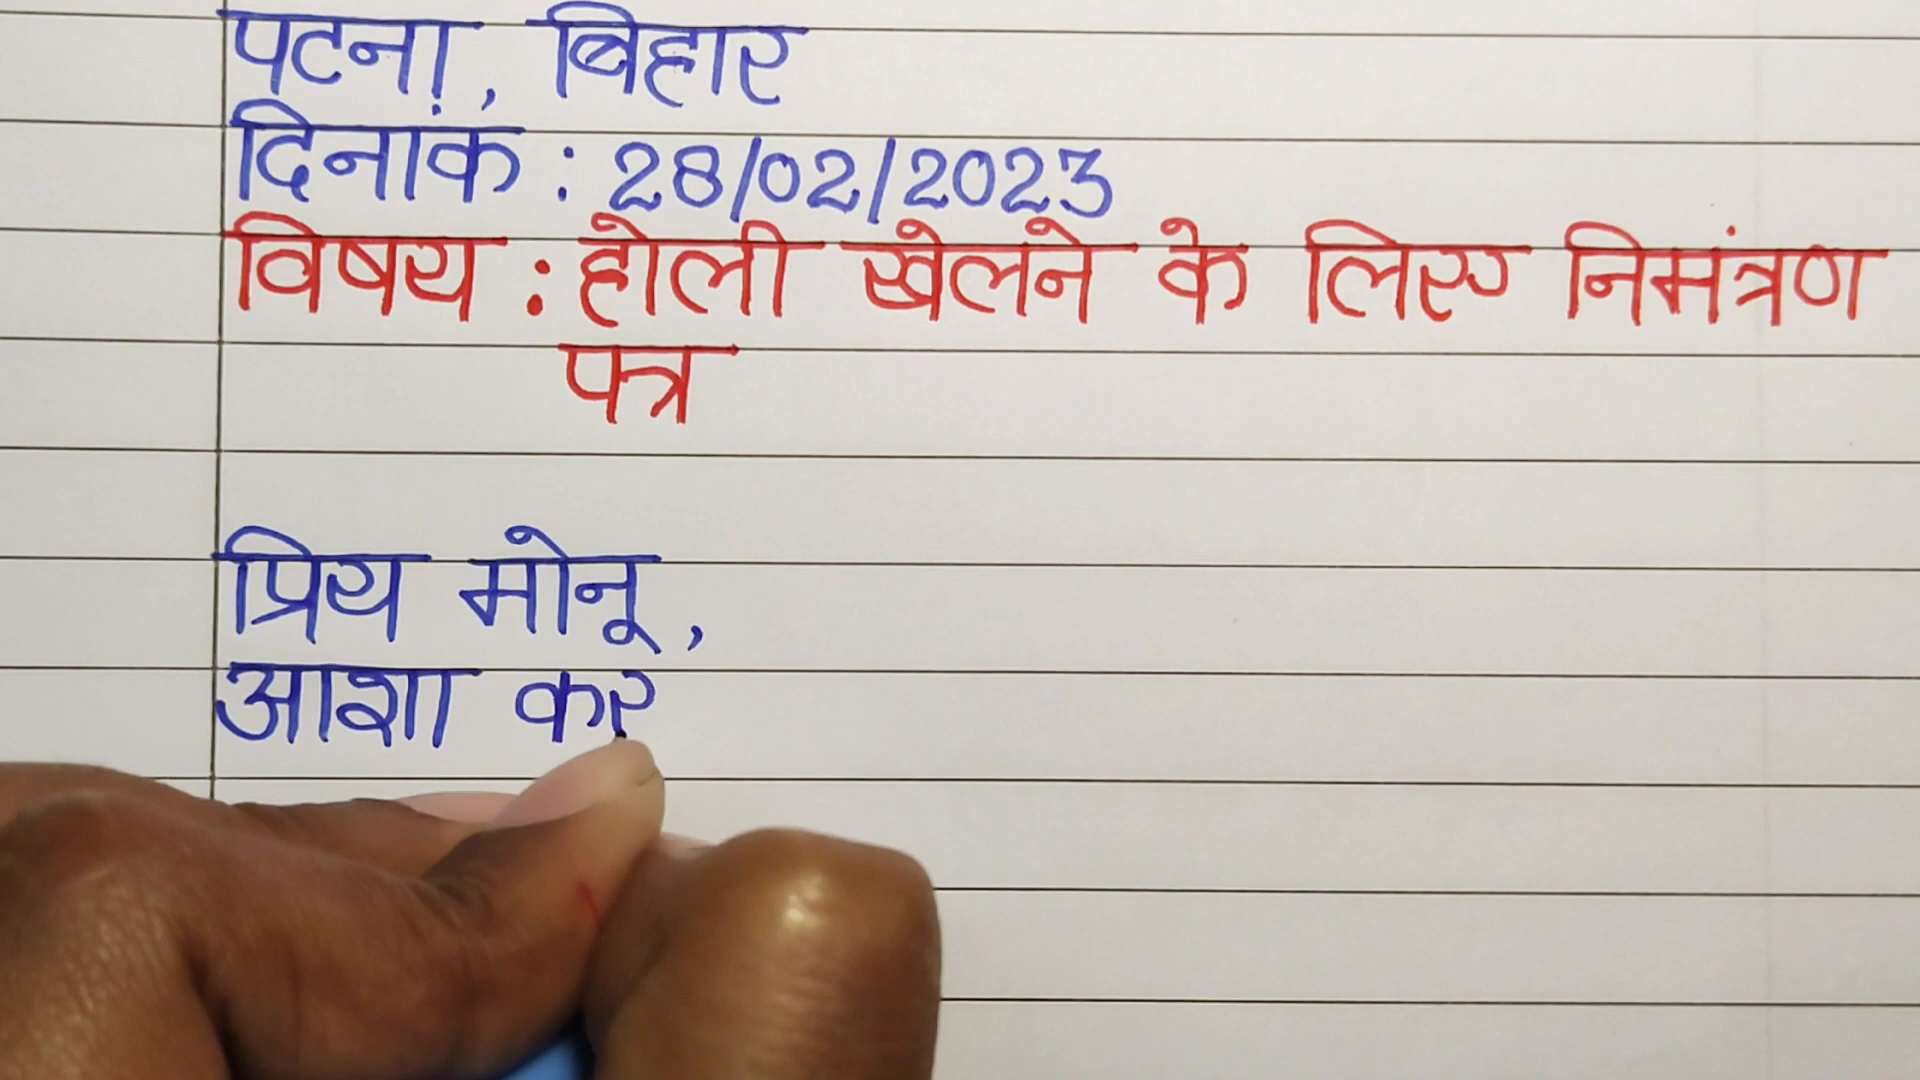 पटना, बिहार
दिनांक : 28/02/2023
विषय : होली खेलने के लिए निमंत्रण
पत्र
प्रिय मोनू,
आशा कर